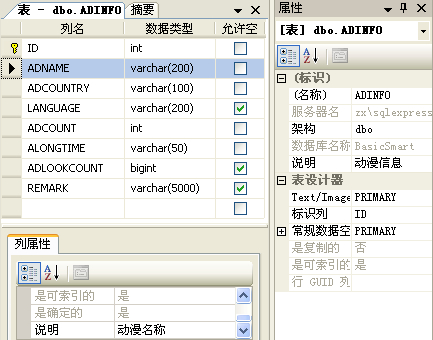 表 - dbo.ADINFO 摘要
列名 数据类型 允许空
ID int
ADNAME varchar(200)
ADCOUNTRY varchar(100)
LANGUAGE varchar(200)
ADCOUNT int
ALONGTIME varchar(50)
ADLOOKCOUNT bigint
REMARK varchar(5000)
列属性
是可索引的 是
是确定的 是
说明 动漫名称
属性
[表] dbo.ADINFO
(标识)
(名称) ADINFO
服务器名 zx\sqlexpress
架构 dbo
数据库名称 BasicSmart
说明 动漫信息
表设计器
Text/Image PRIMARY
标识列 ID
常规数据空 PRIMARY
是复制的 否
是可索引的 是
行 GUID 列